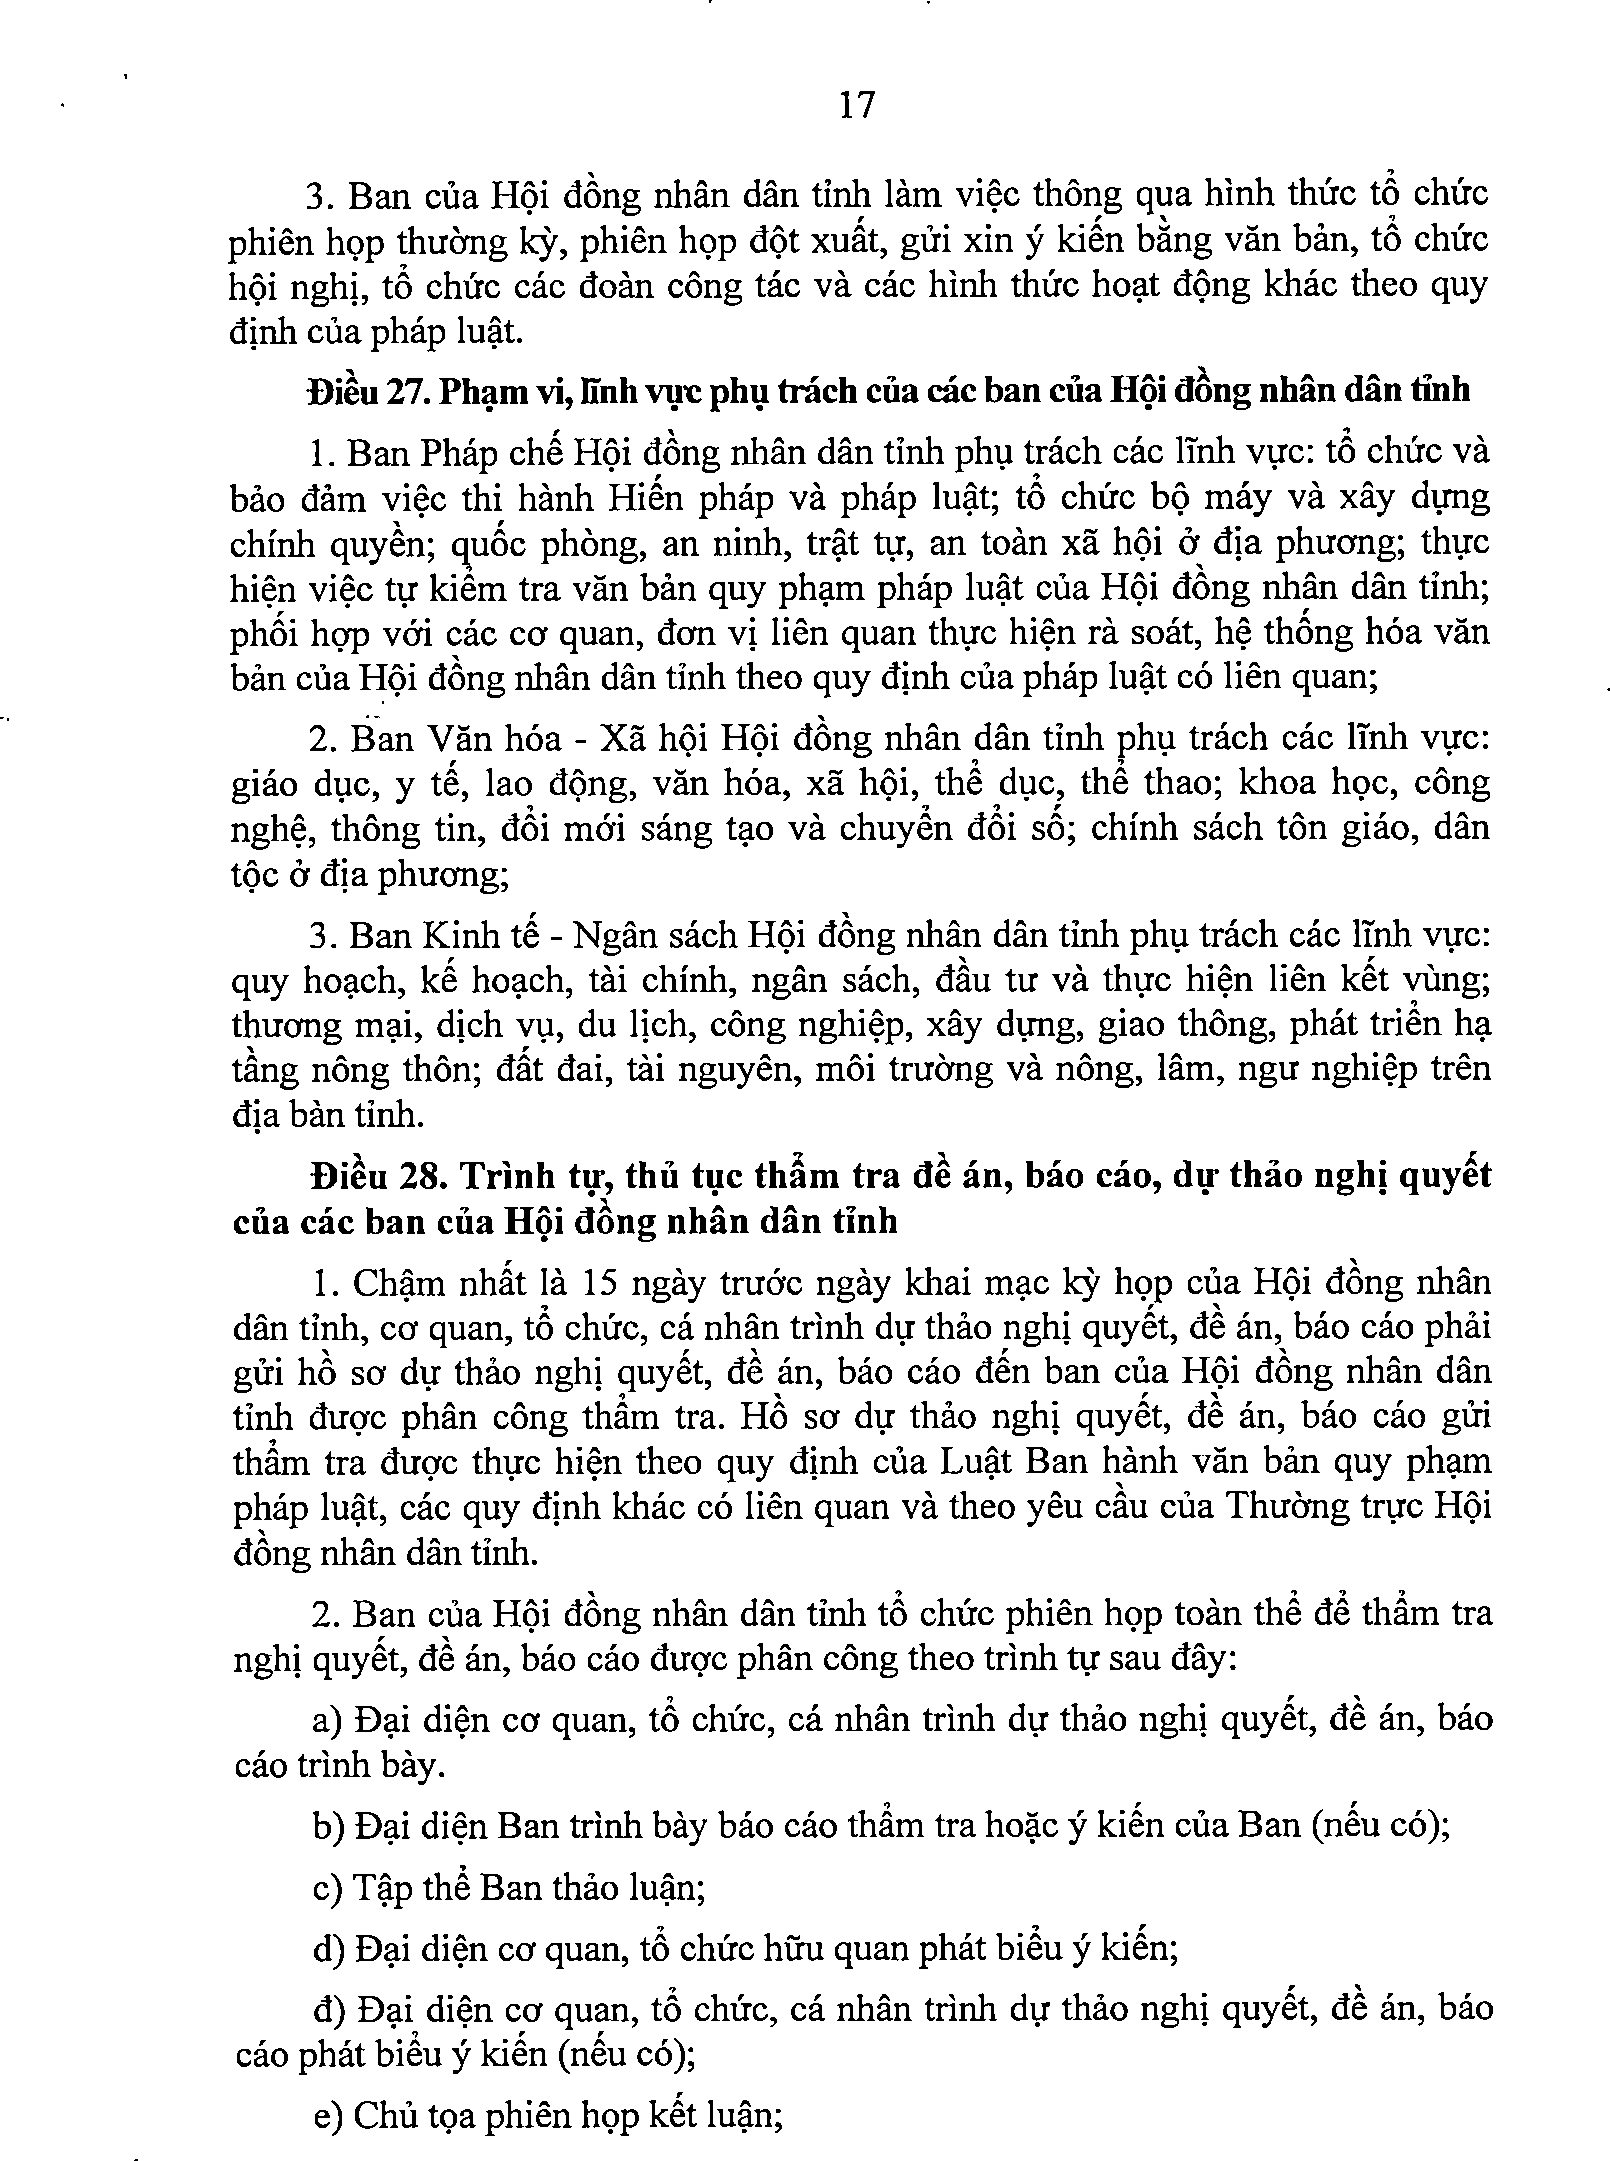 17
3. Ban của Hội đồng nhân dân tỉnh làm việc thông qua hình thức tổ chức
phiên họp thường kỳ, phiên họp đột xuất, gửi xin ý kiến bằng văn bản, tổ chức
hội nghị, tổ chức các đoàn công tác và các hình thức hoạt động khác theo quy
định của pháp luật.
Điều 27. Phạm vi, lĩnh vực phụ trách của các ban của Hội đồng nhân dân tỉnh
1. Ban Pháp chế Hội đồng nhân dân tỉnh phụ trách các lĩnh vực: tổ chức và
bảo đảm việc thi hành Hiến pháp và pháp luật; tổ chức bộ máy và xây dựng
chính quyền; quốc phòng, an ninh, trật tự, an toàn xã hội ở địa phương; thực
hiện việc tự kiểm tra văn bản quy phạm pháp luật của Hội đồng nhân dân tỉnh;
phối hợp với các cơ quan, đơn vị liên quan thực hiện rà soát, hệ thống hóa văn
bản của Hội đồng nhân dân tỉnh theo quy định của pháp luật có liên quan;
2. Ban Văn hóa - Xã hội Hội đồng nhân dân tỉnh phụ trách các lĩnh vực:
giáo dục, y tế, lao động, văn hóa, xã hội, thể dục, thể thao; khoa học, công
nghệ, thông tin, đổi mới sáng tạo và chuyển đổi số; chính sách tôn giáo, dân
tộc ở địa phương;
3. Ban Kinh tế - Ngân sách Hội đồng nhân dân tỉnh phụ trách các lĩnh vực:
quy hoạch, kế hoạch, tài chính, ngân sách, đầu tư và thực hiện liên kết vùng;
thương mại, dịch vụ, du lịch, công nghiệp, xây dựng, giao thông, phát triển hạ
tầng nông thôn; đất đai, tài nguyên, môi trường và nông, lâm, ngư nghiệp trên
địa bàn tỉnh.
Điều 28. Trình tự, thủ tục thẩm tra đề án, báo cáo, dự thảo nghị quyết
của các ban của Hội đồng nhân dân tỉnh
1. Chậm nhất là 15 ngày trước ngày khai mạc kỳ họp của Hội đồng nhân
dân tỉnh, cơ quan, tổ chức, cá nhân trình dự thảo nghị quyết, đề án, báo cáo phải
gửi hồ sơ dự thảo nghị quyết, đề án, báo cáo đến ban của Hội đồng nhân dân
tỉnh được phân công thẩm tra. Hồ sơ dự thảo nghị quyết, đề án, báo cáo gửi
thẩm tra được thực hiện theo quy định của Luật Ban hành văn bản quy phạm
pháp luật, các quy định khác có liên quan và theo yêu cầu của Thường trực Hội
đồng nhân dân tỉnh.
2. Ban của Hội đồng nhân dân tỉnh tổ chức phiên họp toàn thể để thẩm tra
nghị quyết, đề án, báo cáo được phân công theo trình tự sau đây:
a) Đại diện cơ quan, tổ chức, cá nhân trình dự thảo nghị quyết, đề án, báo
cáo trình bày.
b) Đại diện Ban trình bày báo cáo thẩm tra hoặc ý kiến của Ban (nếu có);
c) Tập thể Ban thảo luận;
d) Đại diện cơ quan, tổ chức hữu quan phát biểu ý kiến;
đ) Đại diện cơ quan, tổ chức, cá nhân trình dự thảo nghị quyết, đề án, báo
cáo phát biểu ý kiến (nếu có);
e) Chủ tọa phiên họp kết luận;